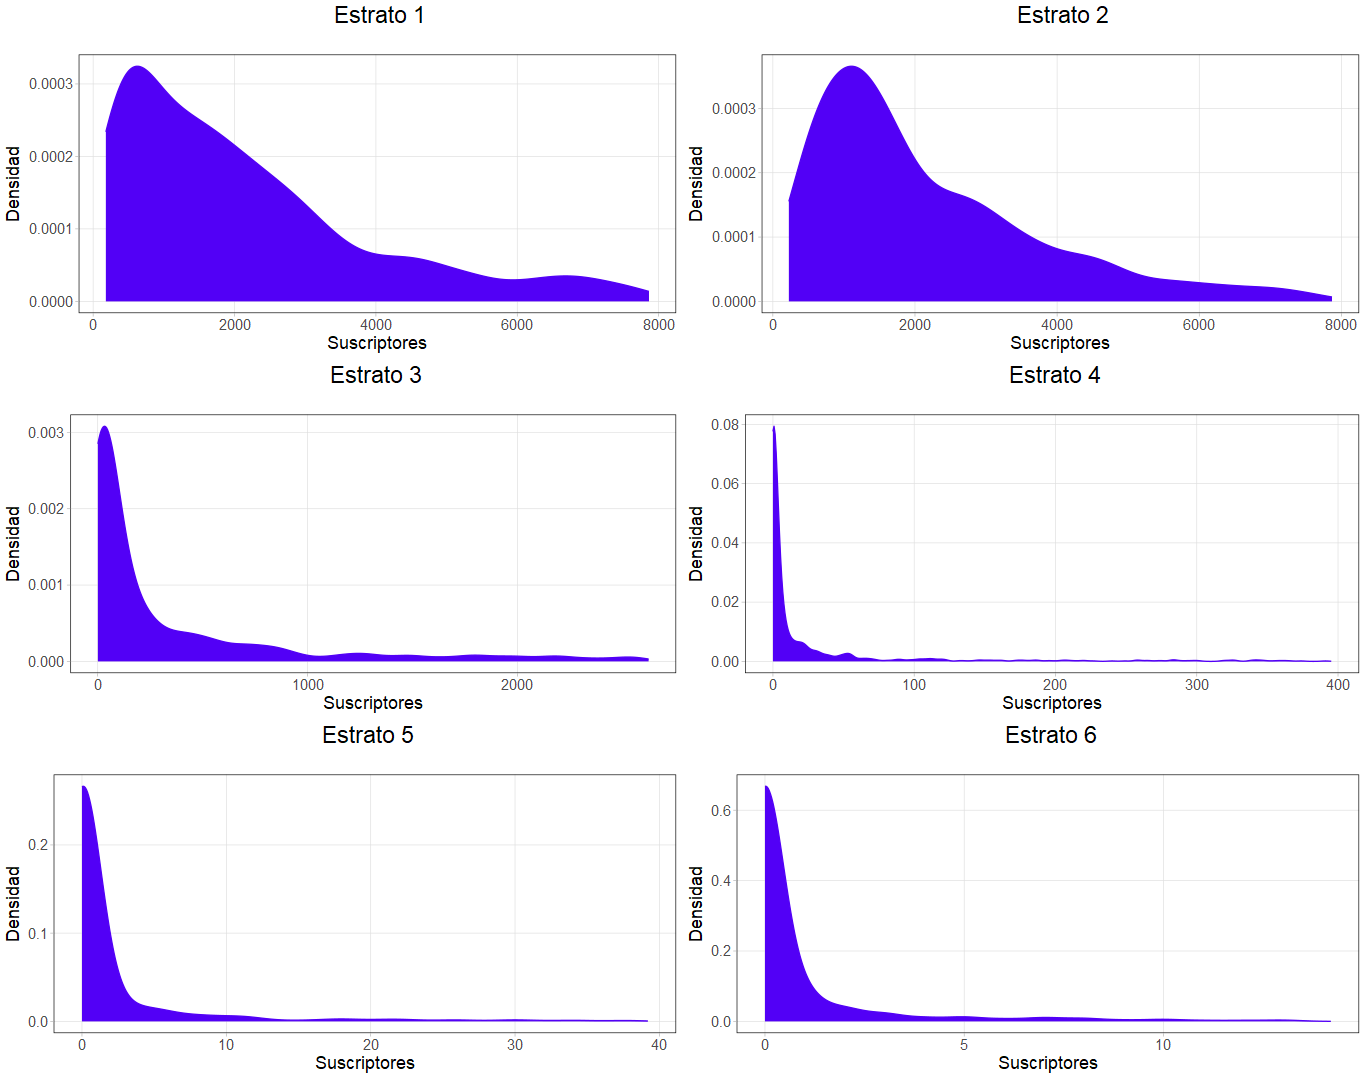 Estrato 1
Densidad
0.0003
0.0002
0.0001
0.0000
0 2000 4000 6000 8000
Suscriptores
Estrato 2
Densidad
0.0003
0.0002
0.0001
0.0000
0 2000 4000 6000 8000
Suscriptores
Estrato 3
Densidad
0.003
0.002
0.001
0.000
0 1000 2000
Suscriptores
Estrato 4
Densidad
0.08
0.06
0.04
0.02
0.00
0 100 200 300 400
Suscriptores
Estrato 5
Densidad
0.2
0.1
0.0
0 10 20 30 40
Suscriptores
Estrato 6
Densidad
0.6
0.4
0.2
0.0
0 5 10
Suscriptores